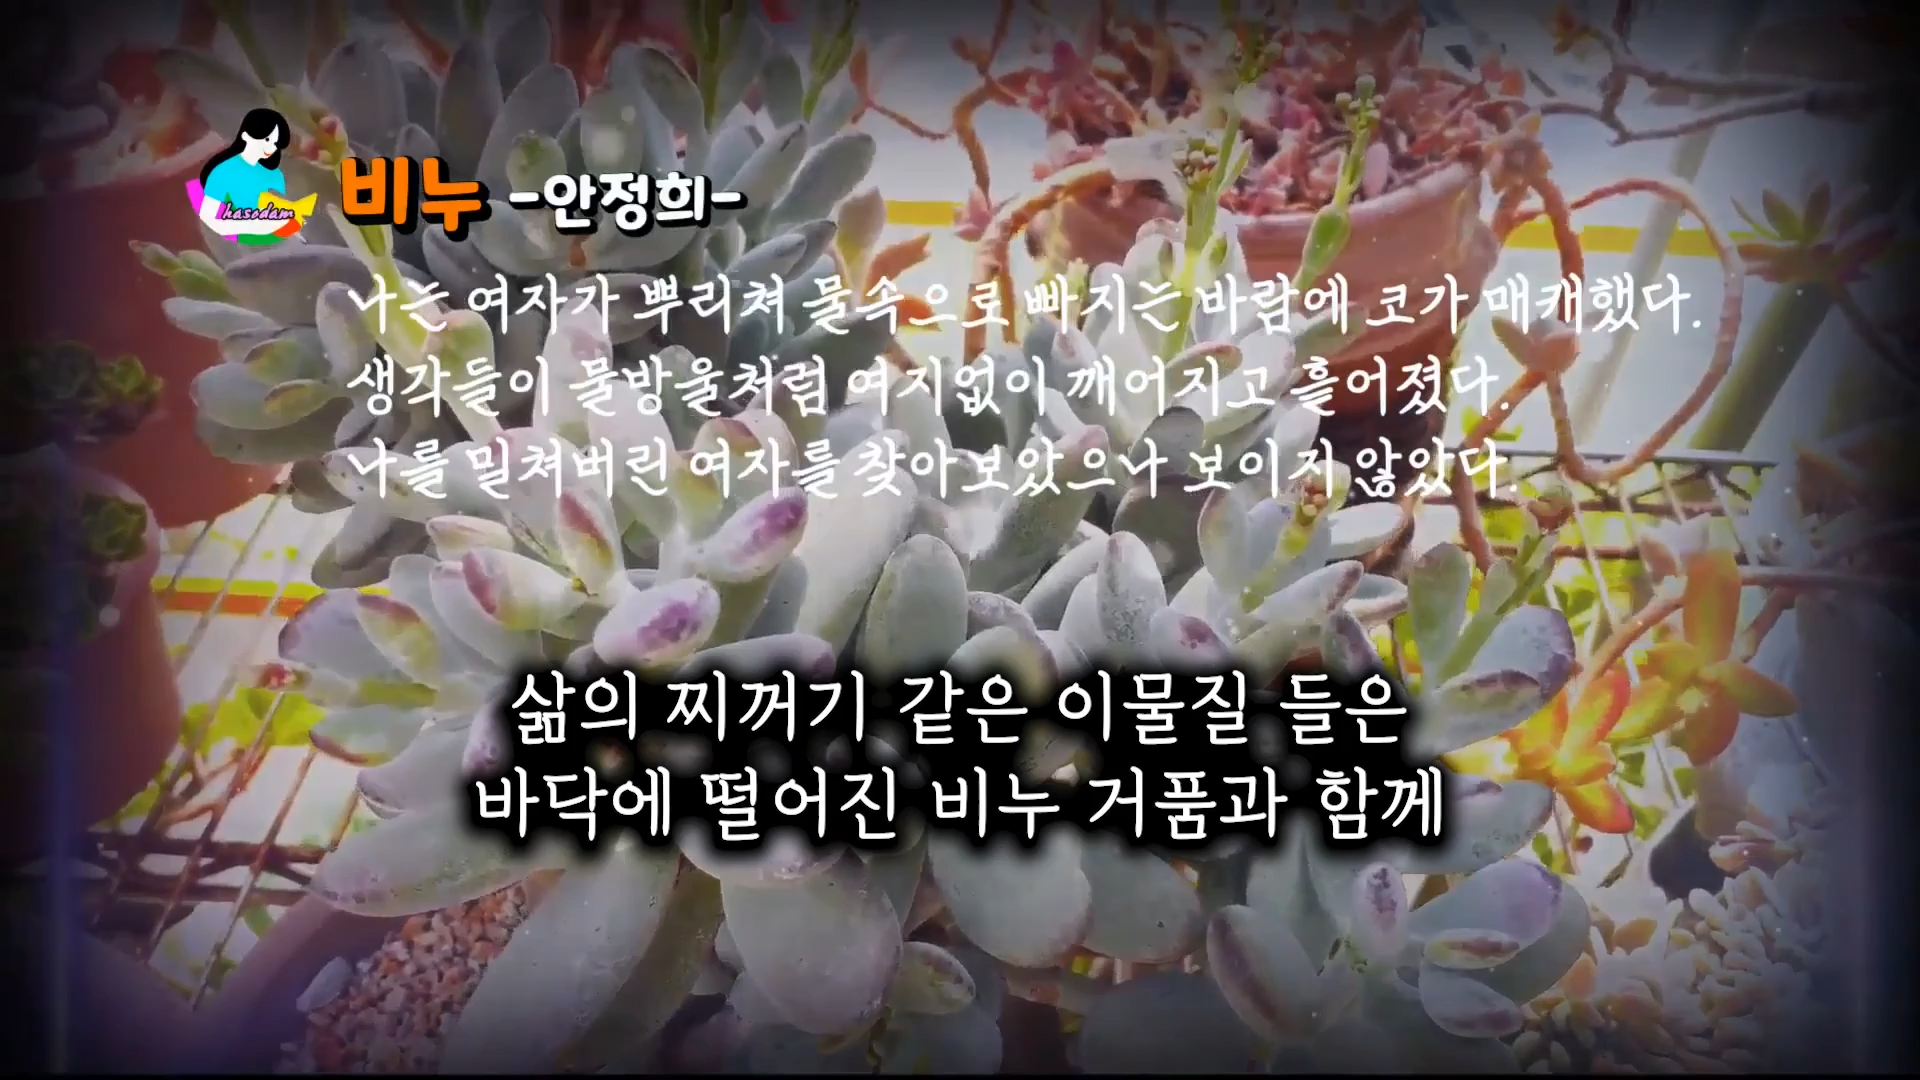 hasodam
비누 -안정희-
나는 여자가 뿌리쳐 물속으로 빠지는 바람에 코가 매캐했다.
생각들이 물방울처럼 여지없이 깨어지고 흩어졌다.
나를 밀쳐버린 여자를 찾아보았으나 보이지 않았다.
삶의 찌꺼기 같은 이물질 들은
바닥에 떨어진 비누 거품과 함께